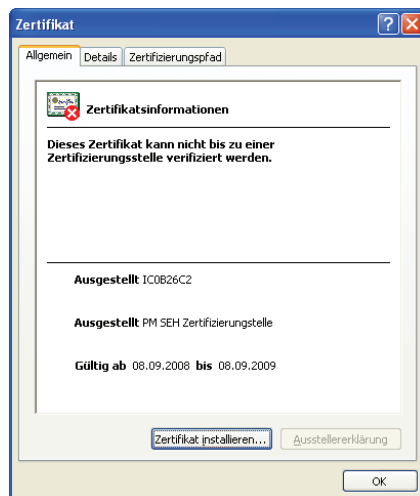 Zertifikat
Allgemein Details Zertifizierungspfad
Zertifikatsinformationen
Dieses Zertifikat kann nicht bis zu einer
Zertifizierungsstelle verifiziert werden.
Ausgestellt IC0B26C2
Ausgestellt PM SEH Zertifizierungstelle
Gültig ab 08.09.2008 bis 08.09.2009
Zertifikat installieren... Ausstellererklärung
OK